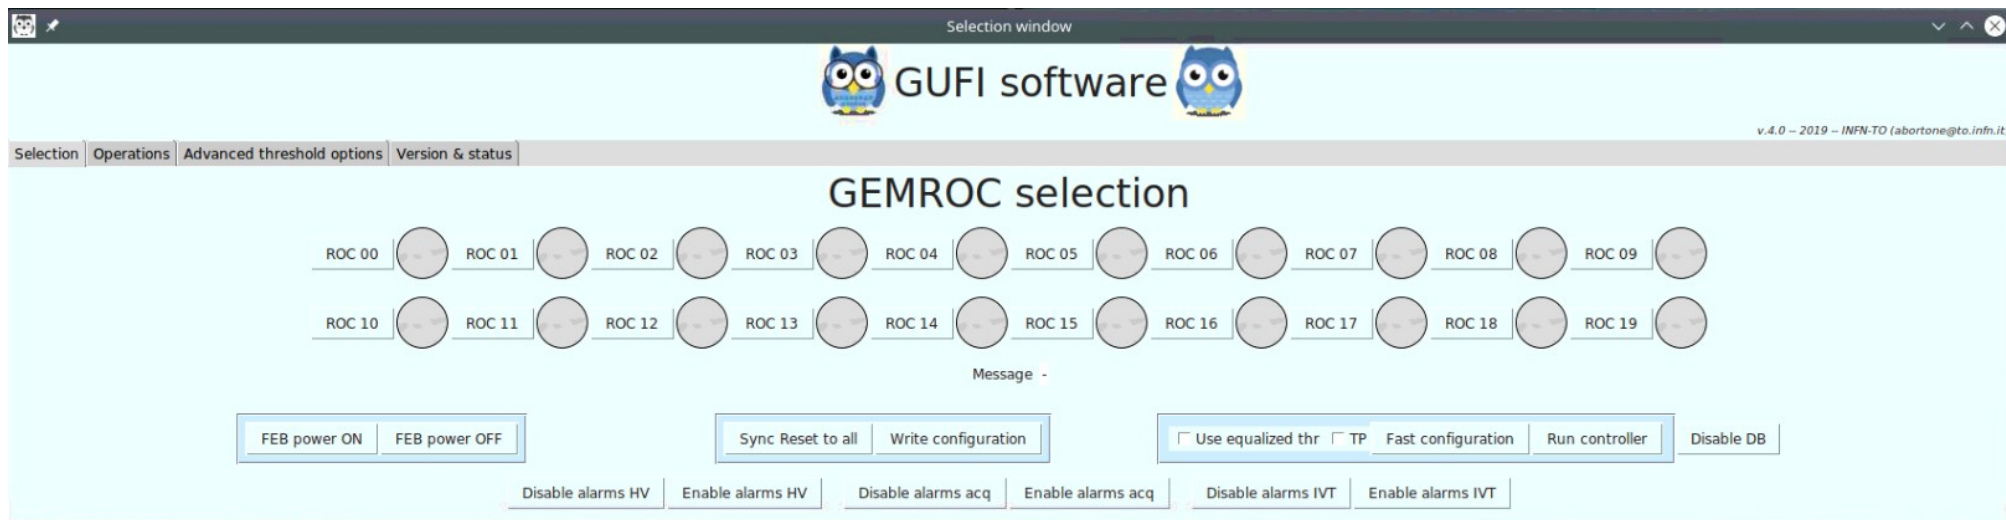 Selection window
GUFI software
v.4.0 – 2019 – INFN-TO (abortone@to.infn.it
Selection Operations Advanced threshold options Version & status
GEMROC selection
ROC 00 ROC 01 ROC 02 ROC 03 ROC 04 ROC 05 ROC 06 ROC 07 ROC 08 ROC 09
ROC 10 ROC 11 ROC 12 ROC 13 ROC 14 ROC 15 ROC 16 ROC 17 ROC 18 ROC 19
Message -
FEB power ON FEB power OFF Sync Reset to all Write configuration Use equalized thr TP Fast configuration Run controller Disable DB
Disable alarms HV Enable alarms HV Disable alarms acq Enable alarms acq Disable alarms IVT Enable alarms IVT